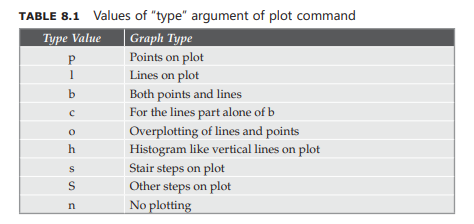 TABLE 8.1 Values of "type" argument of plot command
Type Value Graph Type
p Points on plot
l Lines on plot
b Both points and lines
c For the lines part alone of b
o Overplotting of lines and points
h Histogram like vertical lines on plot
s Stair steps on plot
S Other steps on plot
n No plotting